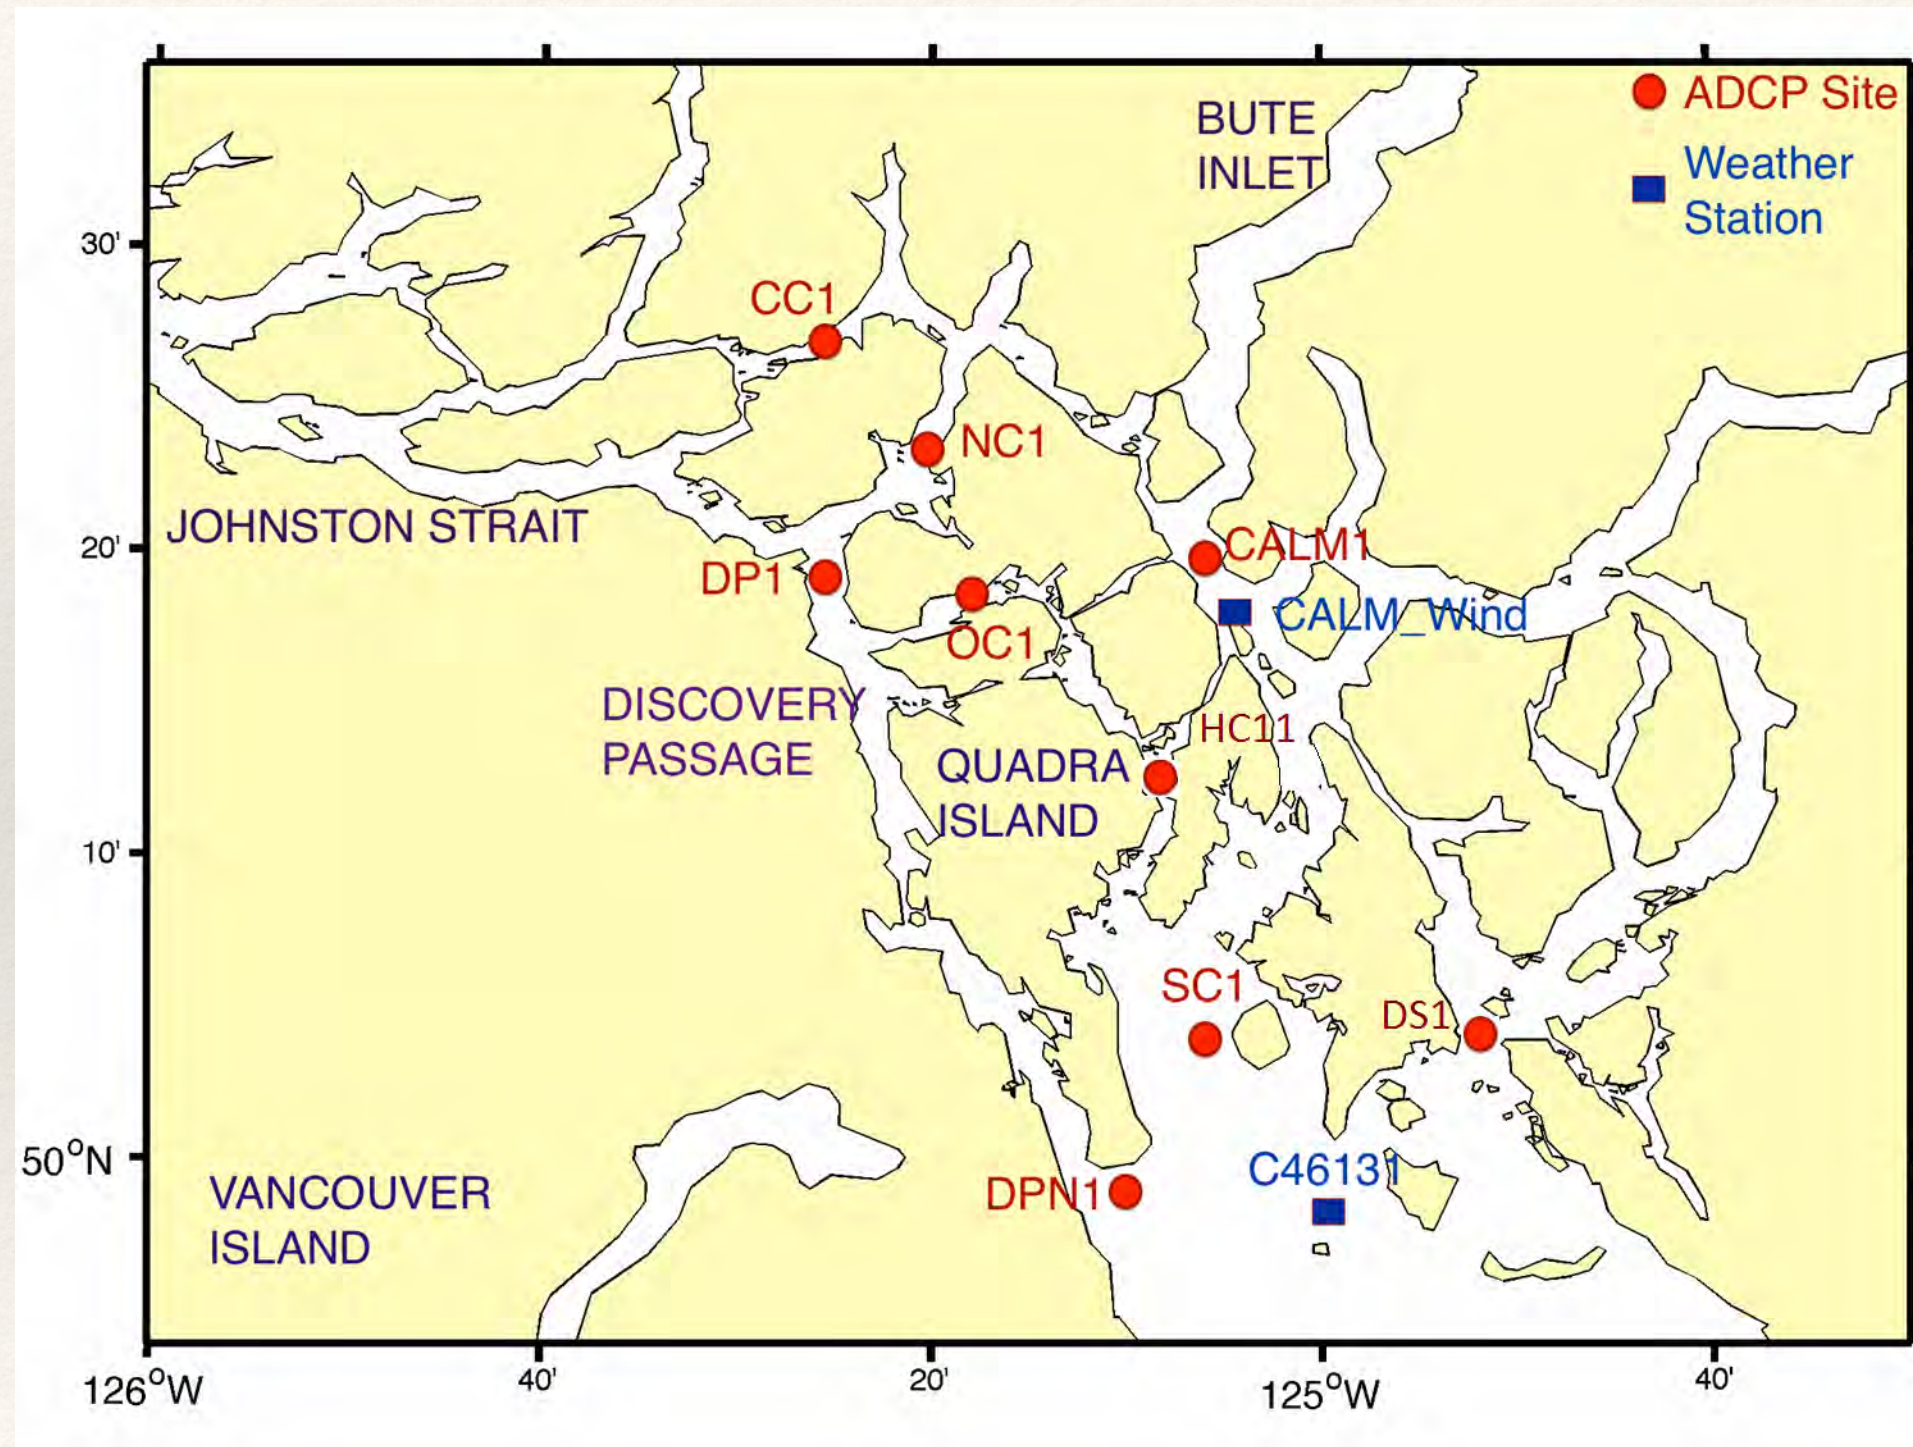 BUTE
INLET
ADCP Site
Weather
Station
30'
CC1
NC1
JOHNSTON STRAIT
20'
CALM1
DP1
CALM_Wind
OC1
DISCOVERY
PASSAGE
HC11
QUADRA
ISLAND
10'
SC1
DS1
50°N
C46131
VANCOUVER
ISLAND
DPN1
126°W
40'
20'
125°W
40'